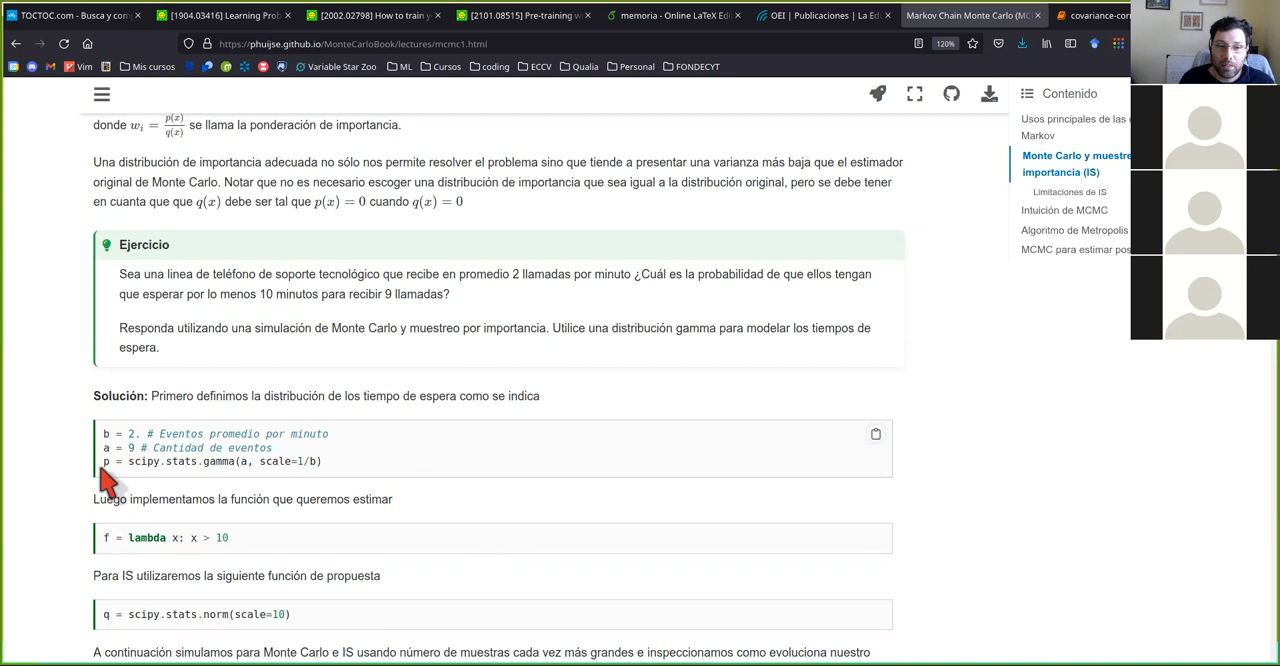 TOCTOC.com - Busca y com
[1904.03416] Learning Prob
[2002.02798] How to train y
[2101.08515] Pre-training w
memoria - Online LaTeX Edi
OEI | Publicaciones | La Edu
Markov Chain Monte Carlo (MC
covariance-corr
https://phuijse.github.io/MonteCarloBook/lectures/mcmc1.html
120%
Vim
Mis cursos
Variable Star Zoo
ML
Cursos
coding
ECCV
Qualia
Personal
FONDECYT
donde w_i = p(x)/q(x) se llama la ponderación de importancia.
Una distribución de importancia adecuada no sólo nos permite resolver el problema sino que tiende a presentar una varianza más baja que el estimador
original de Monte Carlo. Notar que no es necesario escoger una distribución de importancia que sea igual a la distribución original, pero se debe tener
en cuanta que que q(x) debe ser tal que p(x) = 0 cuando q(x) = 0
Ejercicio
Sea una linea de teléfono de soporte tecnológico que recibe en promedio 2 llamadas por minuto ¿Cuál es la probabilidad de que ellos tengan
que esperar por lo menos 10 minutos para recibir 9 llamadas?
Responda utilizando una simulación de Monte Carlo y muestreo por importancia. Utilice una distribución gamma para modelar los tiempos de
espera.
Solución: Primero definimos la distribución de los tiempo de espera como se indica
b = 2. # Eventos promedio por minuto
a = 9 # Cantidad de eventos
p = scipy.stats.gamma(a, scale=1/b)
Luego implementamos la función que queremos estimar
f = lambda x: x > 10
Para IS utilizaremos la siguiente función de propuesta
q = scipy.stats.norm(scale=10)
A continuación simulamos para Monte Carlo e IS usando número de muestras cada vez más grandes e inspeccionamos como evoluciona nuestro
Contenido
Usos principales de las
Markov
Monte Carlo y muestre
importancia (IS)
Limitaciones de IS
Intuición de MCMC
Algoritmo de Metropolis
MCMC para estimar pos